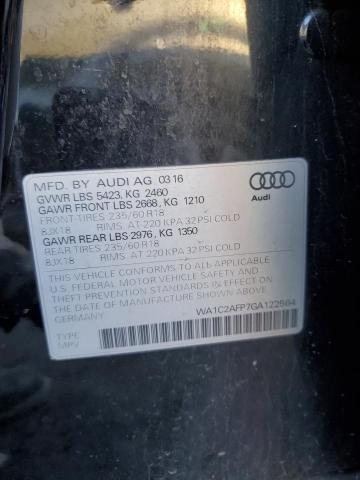 MFD. BY AUDI AG 03 16
GVWR LBS 5423, KG 2460
GAWR FRONT LBS 2668, KG 1210
FRONT-TIRES 235/60 R18
8JX18 RIMS. AT 220 KPA 32PSI COLD
GAWR REAR LBS 2976, KG 1350
REAR-TIRES 235/60 R18
8JX18 RIMS. AT 220 KPA 32 PSI COLD
Audi
THIS VEHICLE CONFORMS TO ALL APPLICABLE
U.S. FEDERAL MOTOR VEHICLE SAFETY AND
THEFT PREVENTION STANDARDS IN EFFECT ON THE
DATE OF MANUFACTURE SHOWN ABOVE.
WA1C2AFP7GA122504
TYPE
MPV